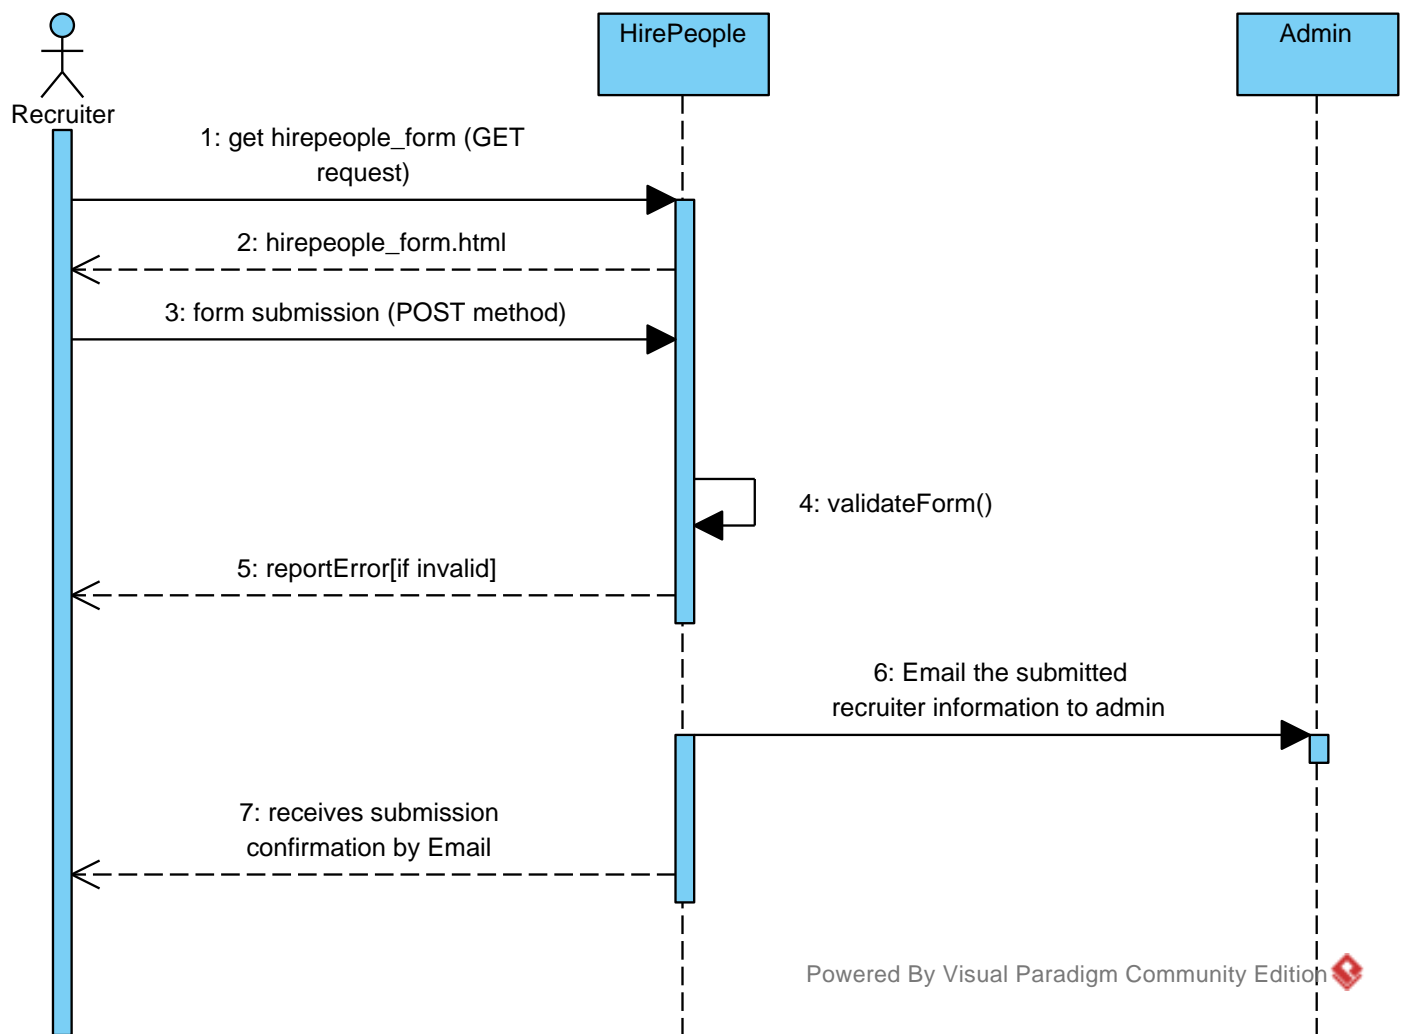 HirePeople
Admin
Recruiter
1: get hirepeople_form (GET
request)
2: hirepeople_form.html
3: form submission (POST method)
4: validateForm()
5: reportError[if invalid]
6: Email the submitted
recruiter information to admin
7: receives submission
confirmation by Email
Powered By Visual Paradigm Community Edition